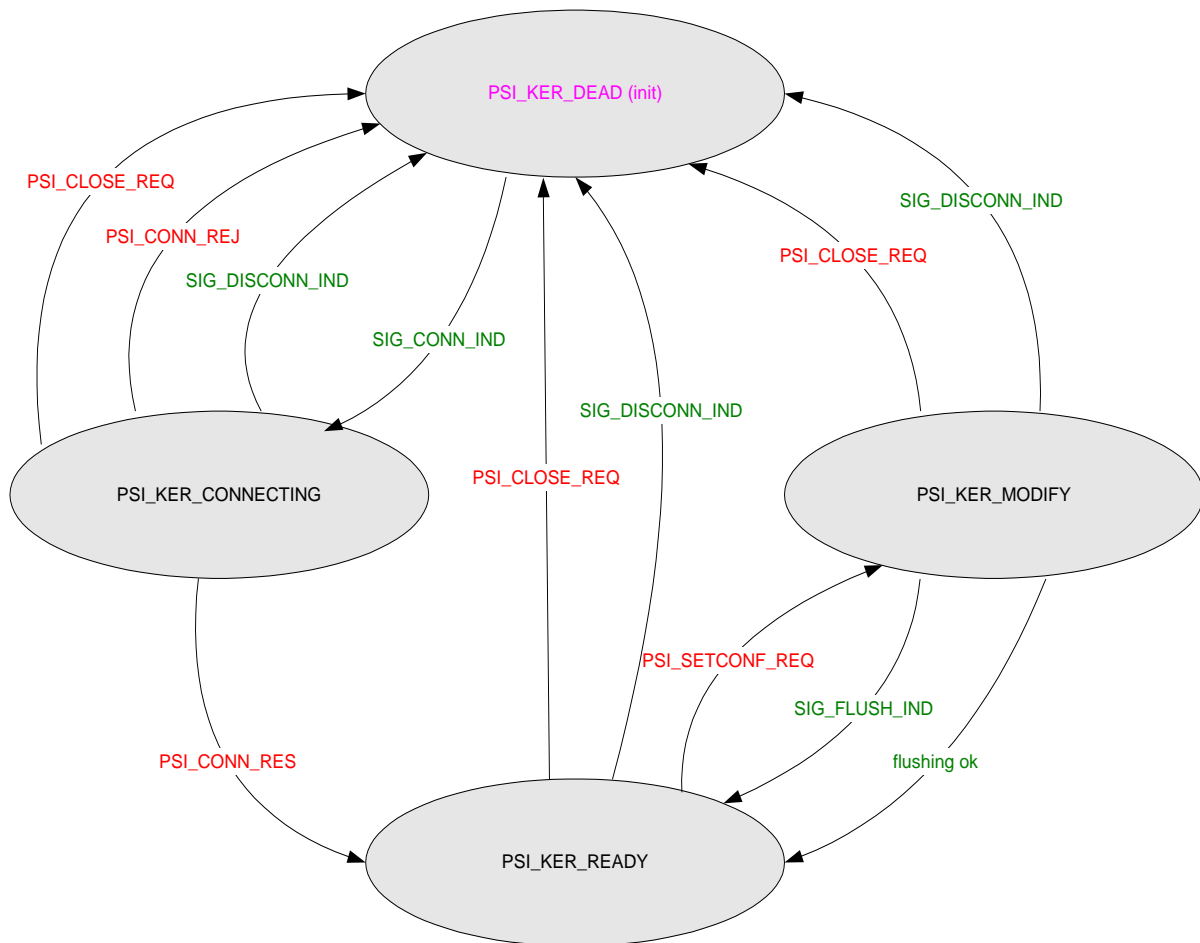 PSI_KER_DEAD (init)
PSI_CLOSE_REQ
SIG_DISCONN_IND
PSI_CONN_REJ
PSI_CLOSE_REQ
SIG_DISCONN_IND
SIG_CONN_IND
SIG_DISCONN_IND
PSI_CLOSE_REQ
PSI_KER_CONNECTING
PSI_KER_MODIFY
PSI_SETCONF_REQ
SIG_FLUSH_IND
PSI_CONN_RES
flushing ok
PSI_KER_READY